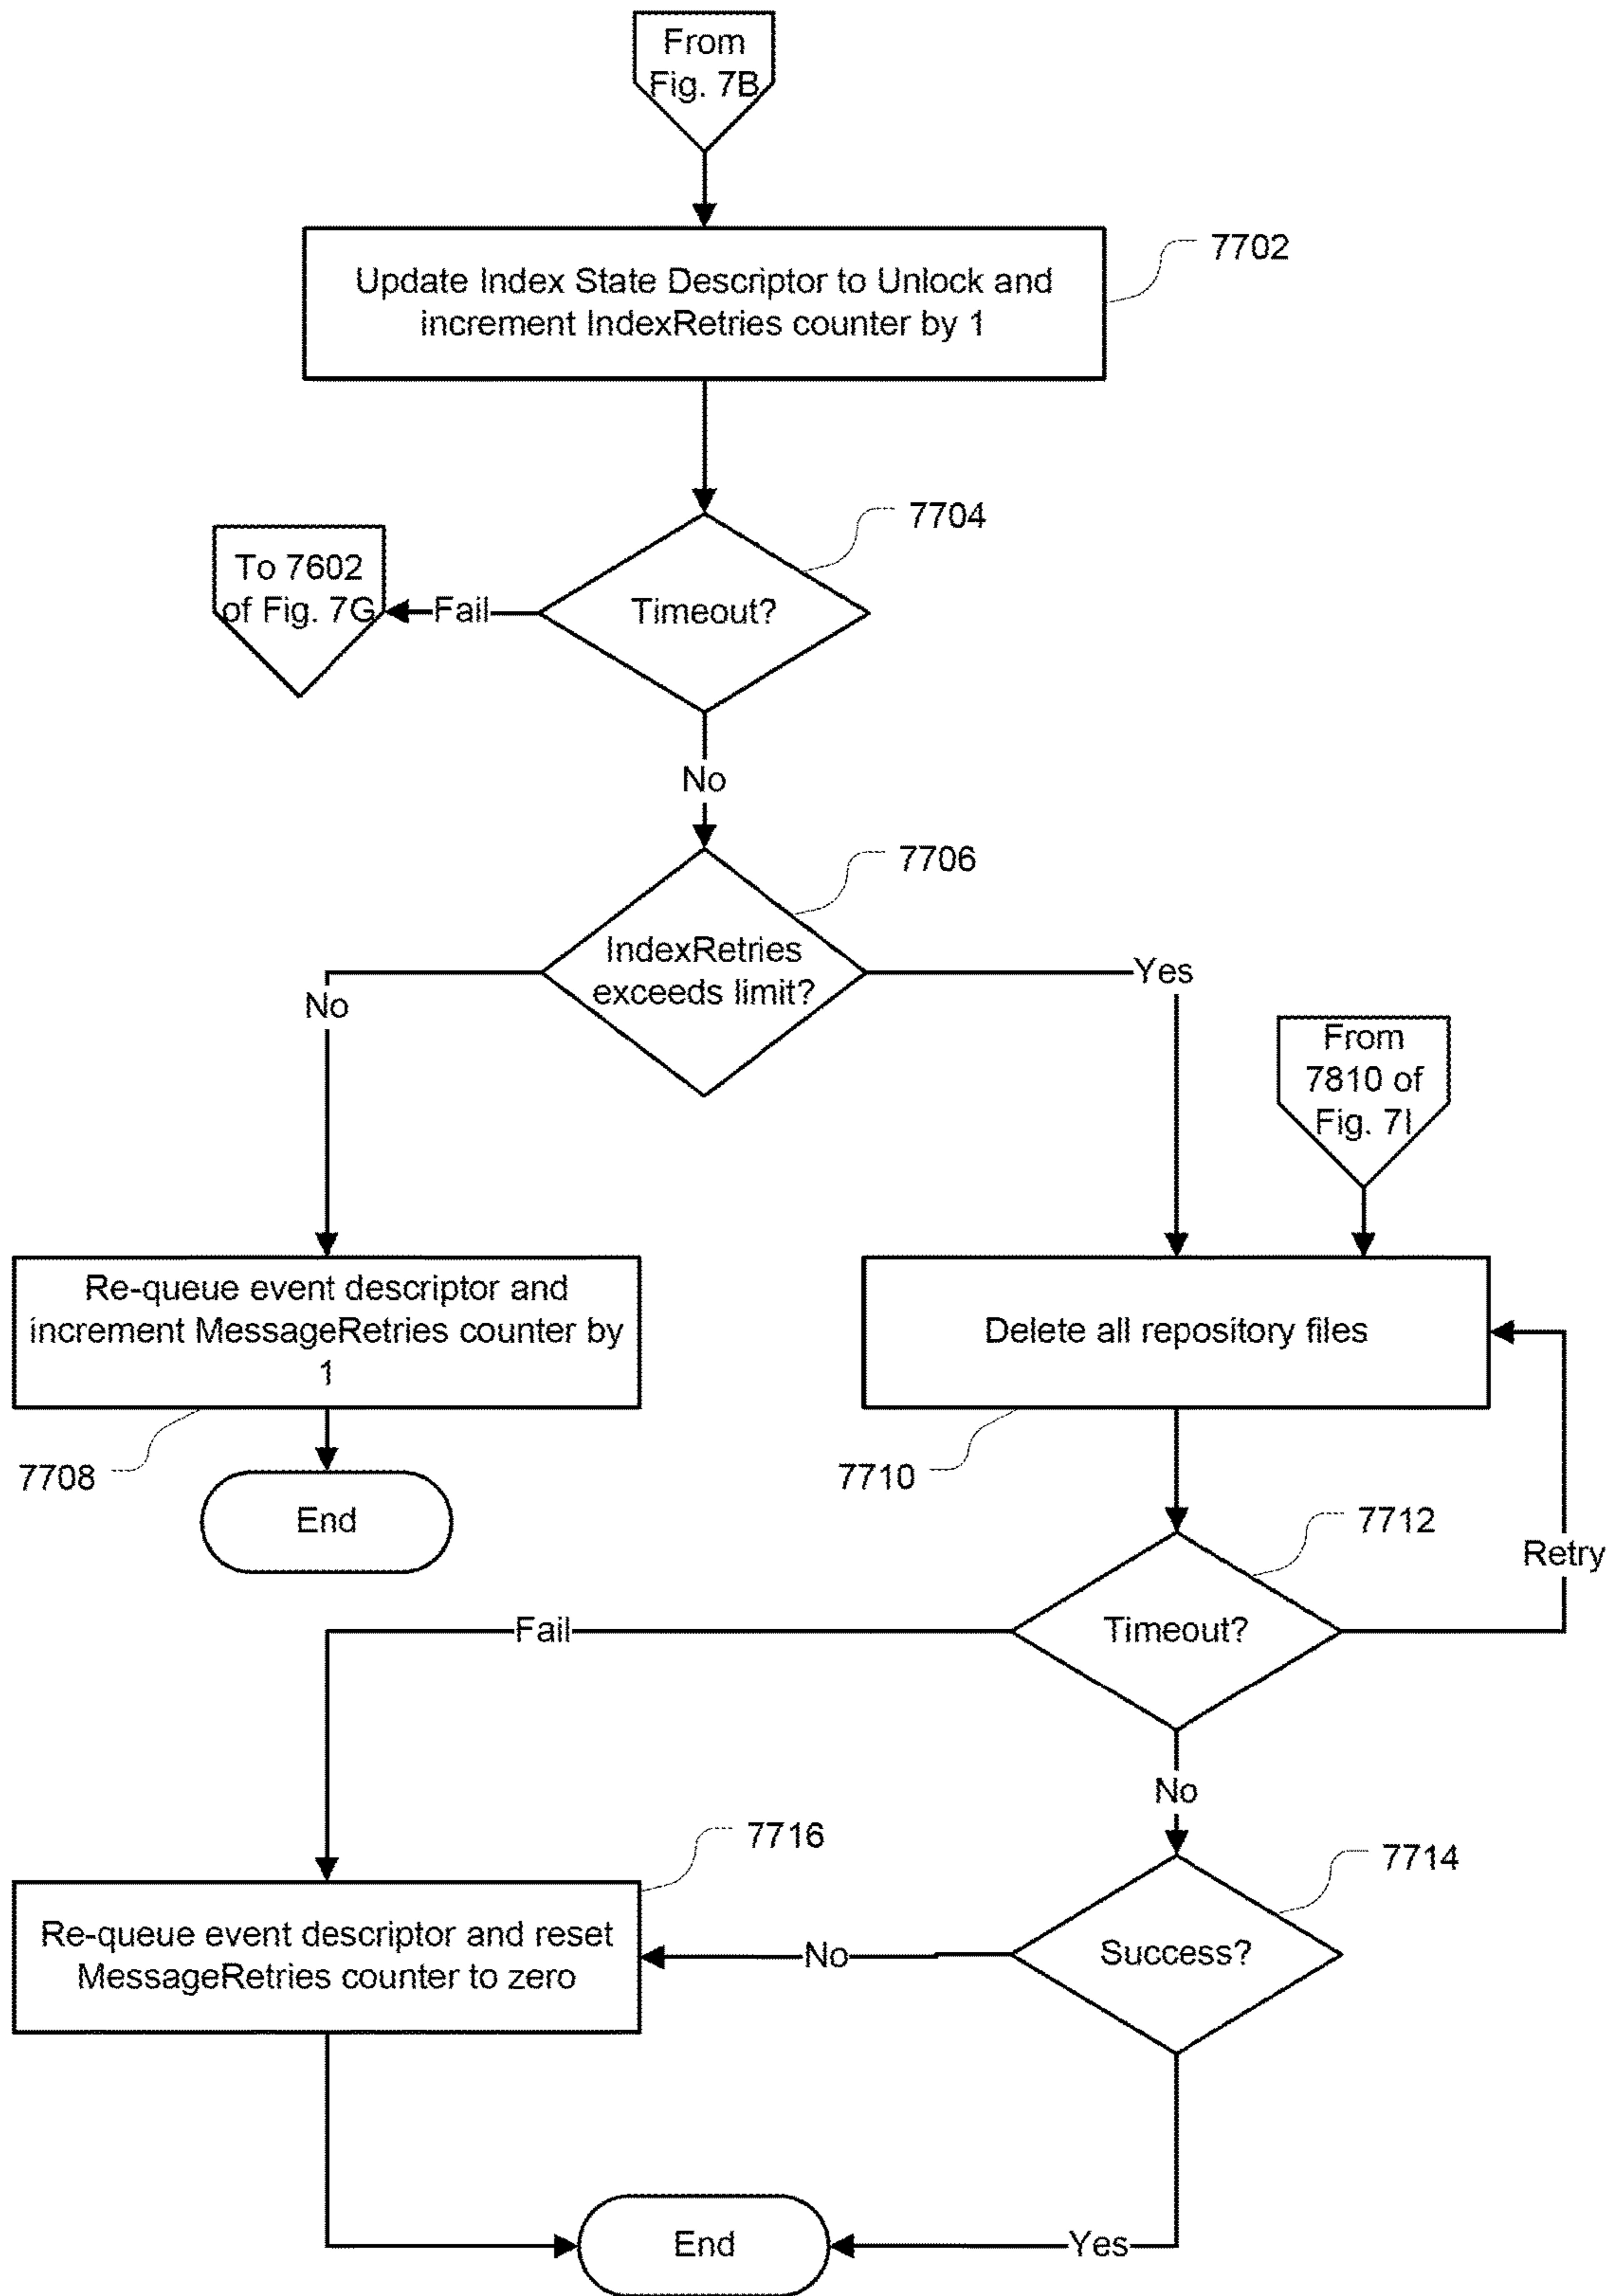 From
Fig. 7B
Update Index State Descriptor to Unlock and
increment IndexRetries counter by 1
7702
7704
To 7602
of Fig. 7G
Fail
Timeout?
No
7706
IndexRetries
exceeds limit?
No
Yes
From
7810 of
Fig. 7I
Re-queue event descriptor and
increment MessageRetries counter by
1
Delete all repository files
7708
7710
End
7712
Retry
Timeout?
Fail
No
7716
7714
Re-queue event descriptor and reset
MessageRetries counter to zero
No
Success?
End
Yes